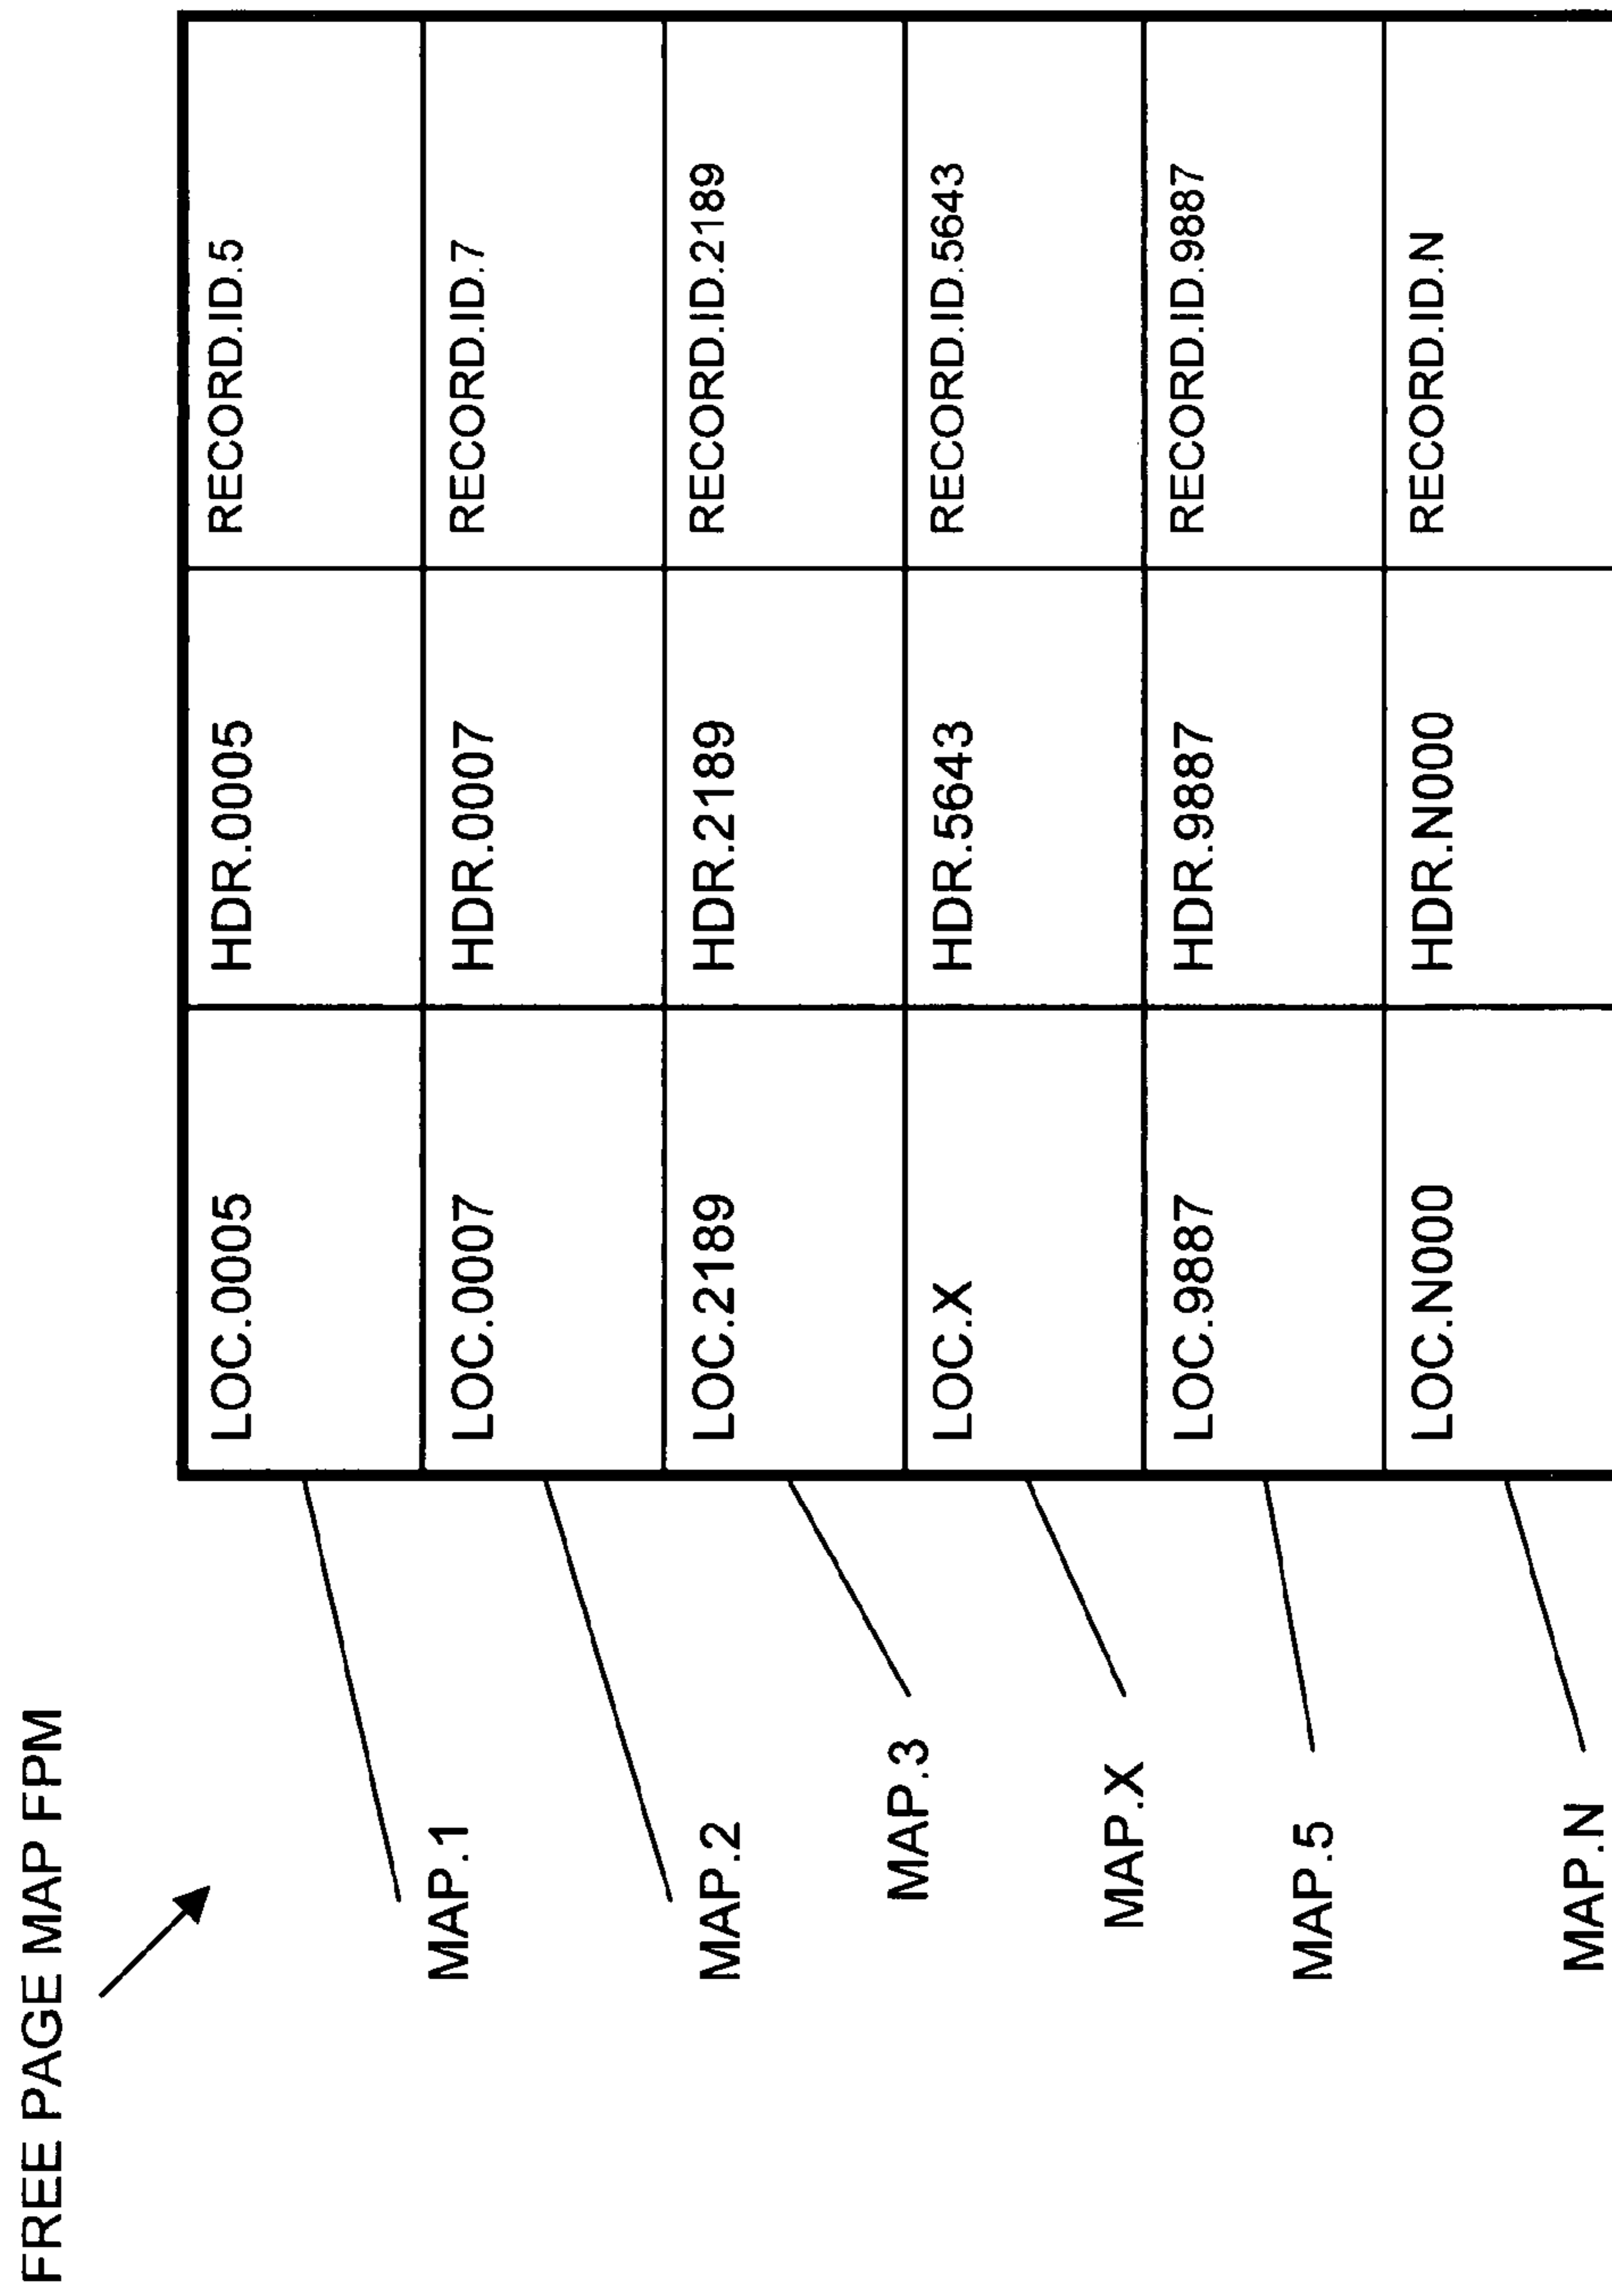 FREE PAGE MAP FPM
MAP.1
LOC.0005 HDR.0005 RECORD.ID.5
MAP.2
LOC.0007 HDR.0007 RECORD.ID.7
MAP.3
LOC.2189 HDR.2189 RECORD.ID.2189
MAP.X
LOC.X HDR.5643 RECORD.ID.5643
MAP.5
LOC.9887 HDR.9887 RECORD.ID.9887
MAP.N
LOC.N000 HDR.N000 RECORD.ID.N